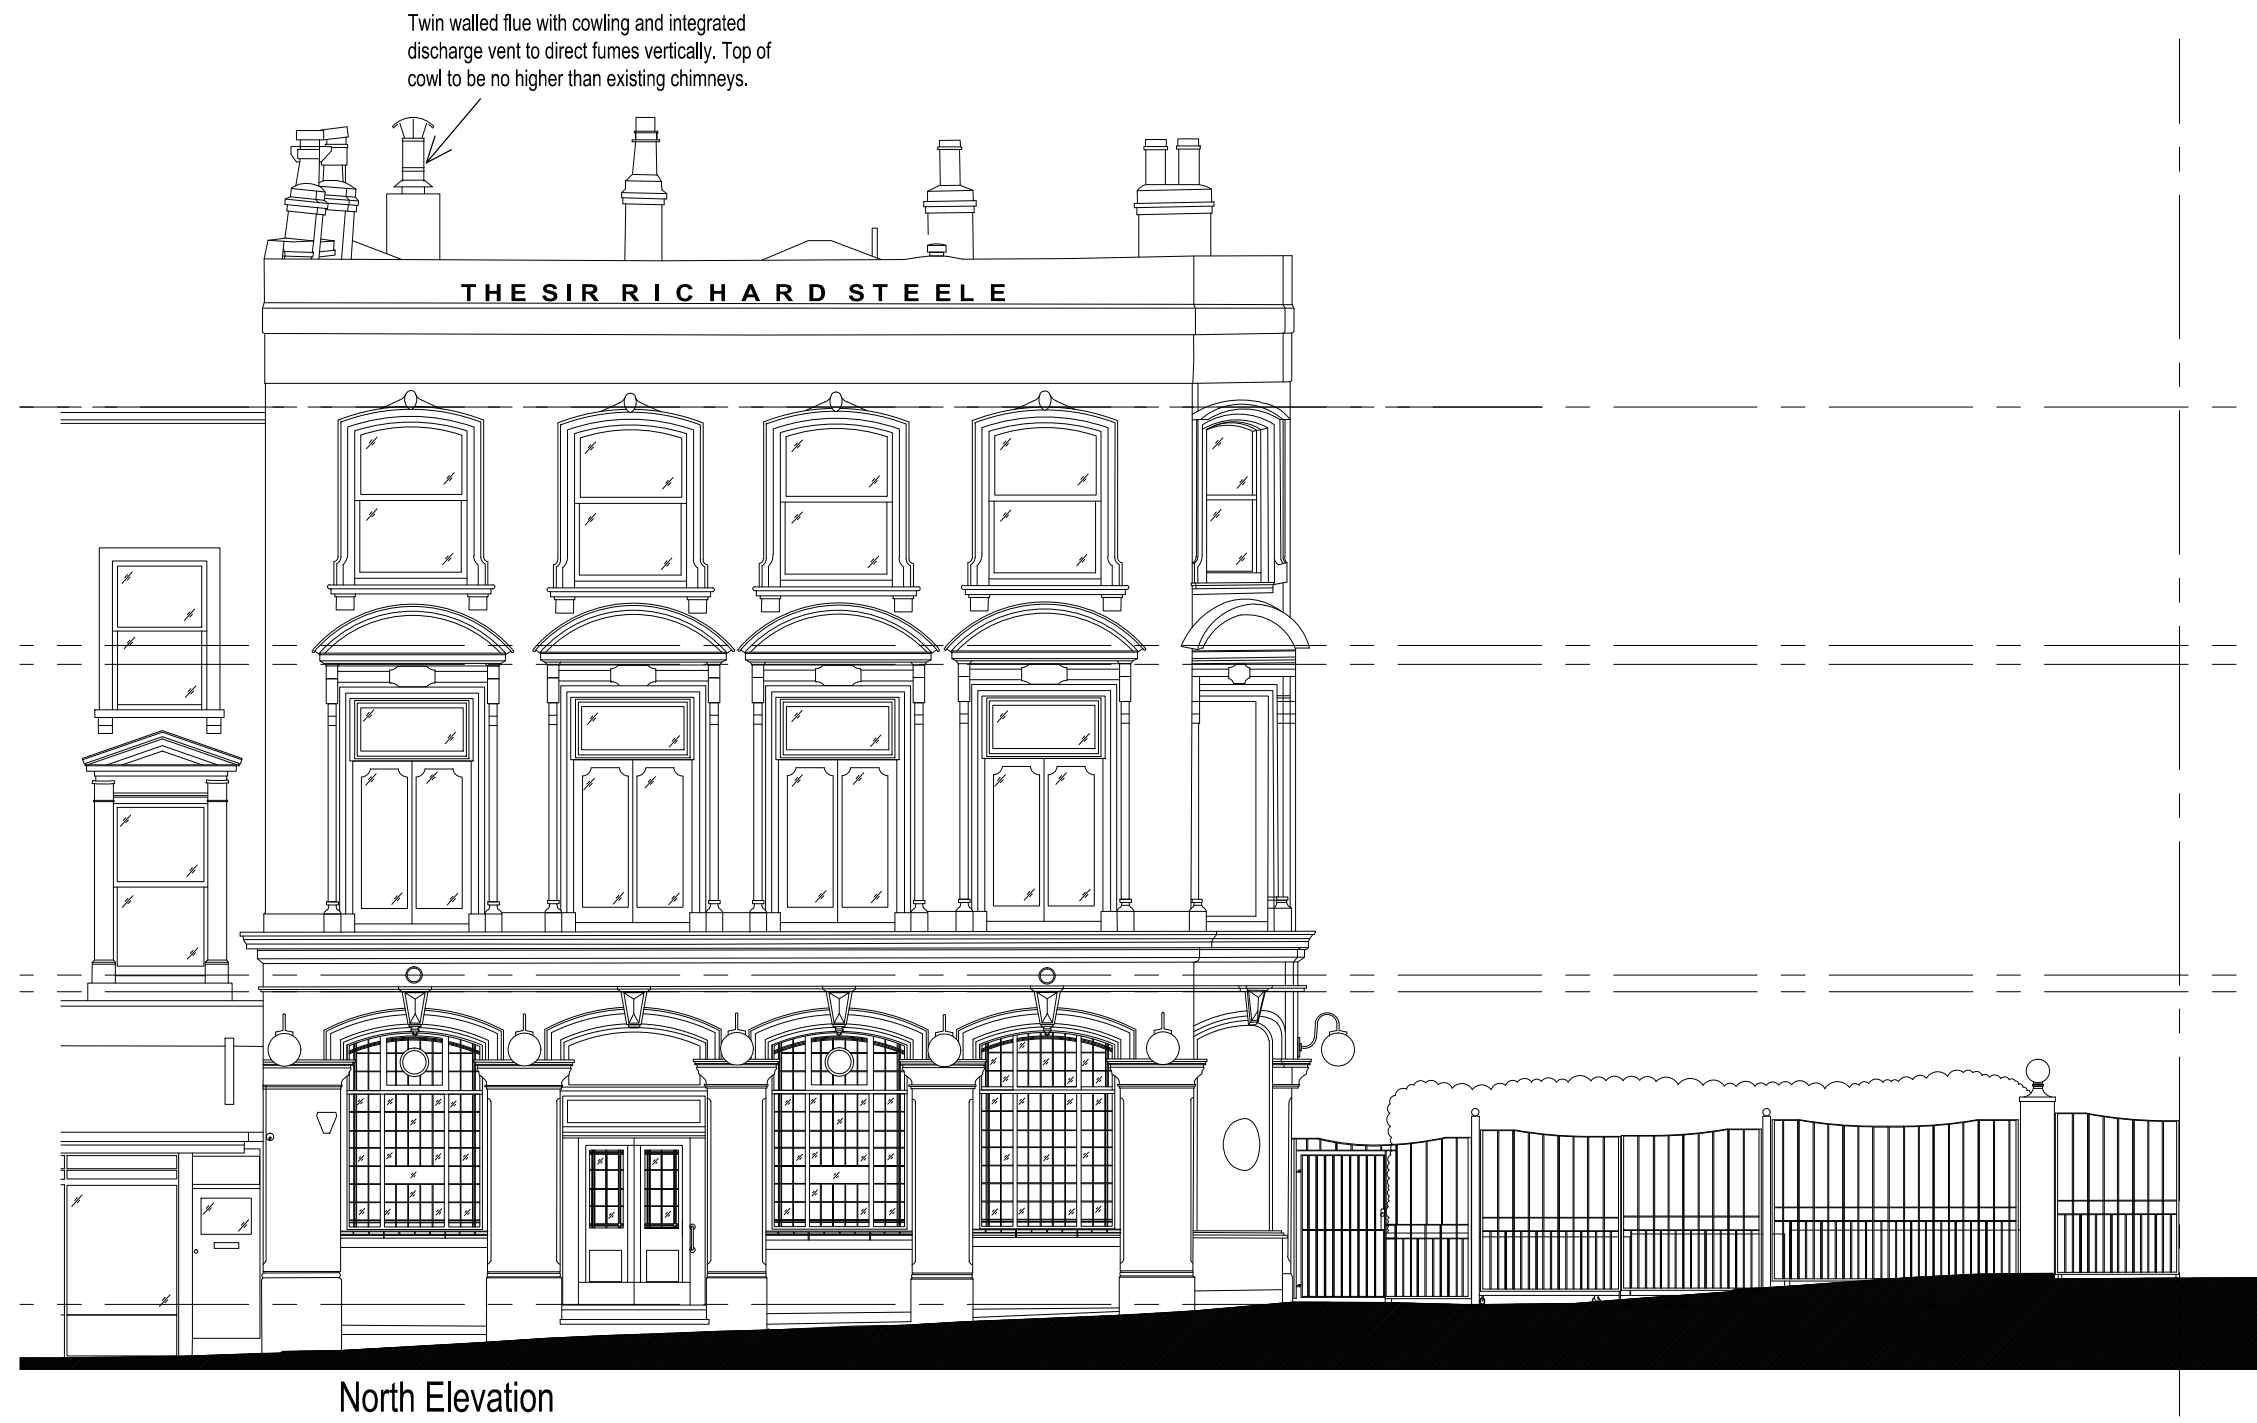 Twin walled flue with cowling and integrated
discharge vent to direct fumes vertically. Top of
cowl to be no higher than existing chimneys.
THE SIR RICHARD STEELE
North Elevation